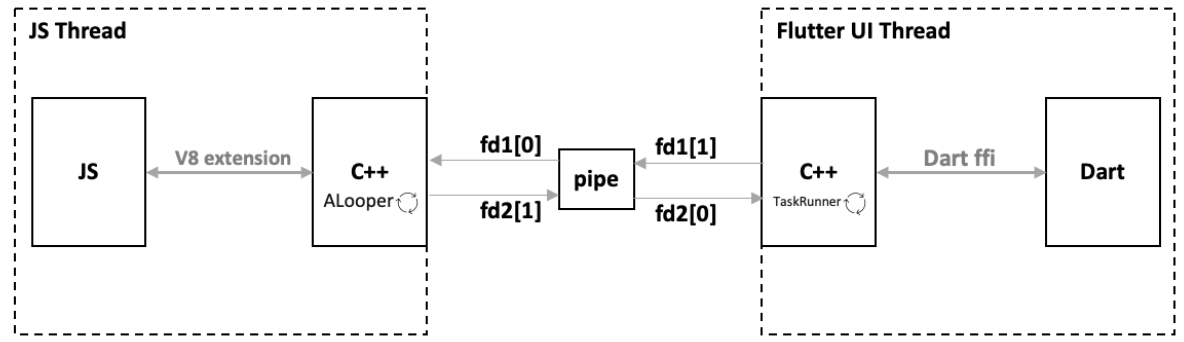 JS Thread
Flutter UI Thread
JS
V8 extension
C++
ALooper
fd1[0]
fd2[1]
pipe
fd1[1]
fd2[0]
C++
TaskRunner
Dart ffi
Dart